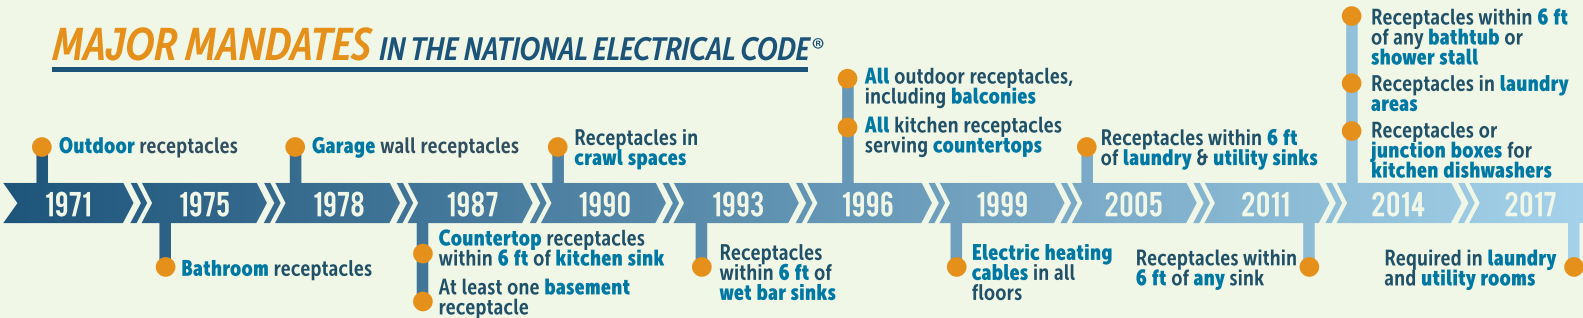 MAJOR MANDATES IN THE NATIONAL ELECTRICAL CODE®
Outdoor receptacles
1971
1975
Bathroom receptacles
Garage wall receptacles
1978
1987
Countertop receptacles
within 6 ft of kitchen sink
At least one basement
receptacle
Receptacles in
crawl spaces
1990
1993
Receptacles
within 6 ft of
wet bar sinks
All outdoor receptacles,
including balconies
All kitchen receptacles
serving countertops
1996
1999
Electric heating
cables in all
floors
Receptacles within 6 ft
of laundry & utility sinks
2005
2011
Receptacles within
6 ft of any sink
Receptacles within 6 ft
of any bathtub or
shower stall
Receptacles in laundry
areas
Receptacles or
junction boxes for
kitchen dishwashers
2014
2017
Required in laundry
and utility rooms